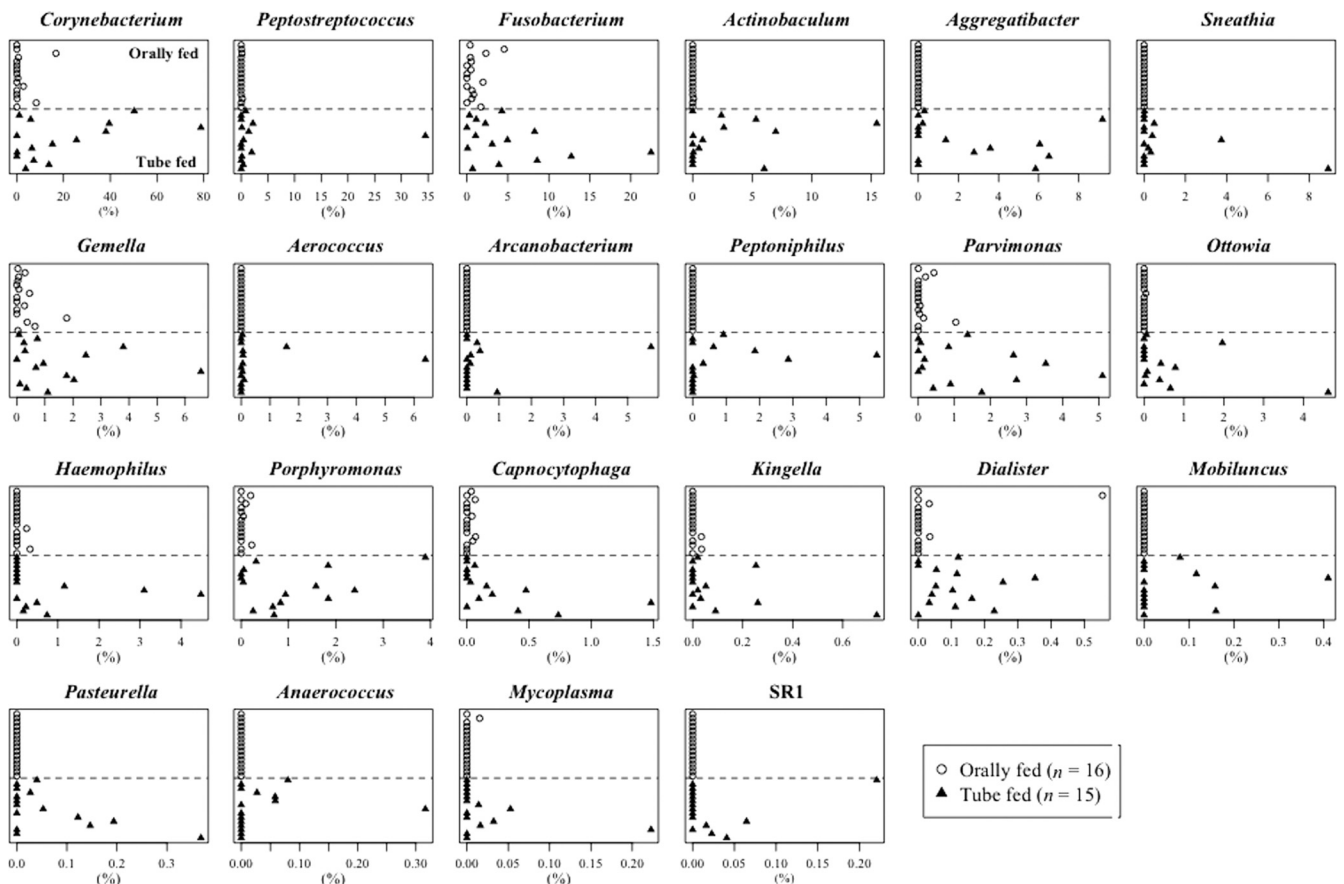 Corynebacterium Peptostreptococcus Fusobacterium Actinobaculum Aggregatibacter Sneathia
Orally fed
Tube fed
0 20 40 60 80 0 5 10 15 20 25 30 35 0 5 10 15 20 0 5 10 15 0 2 4 6 8 0 2 4 6 8
(%) (%) (%) (%) (%) (%)
Gemella Aerococcus Arcanobacterium Peptoniphilus Parvimonas Ottowia
0 1 2 3 4 5 6 0 1 2 3 4 5 6 0 1 2 3 4 5 0 1 2 3 4 5 0 1 2 3 4 5 0 1 2 3 4
(%) (%) (%) (%) (%) (%)
Haemophilus Porphyromonas Capnocytophaga Kingella Dialister Mobiluncus
0 1 2 3 4 0 1 2 3 4 0.0 0.5 1.0 1.5 0.0 0.2 0.4 0.6 0.0 0.1 0.2 0.3 0.4 0.5 0.0 0.1 0.2 0.3 0.4
(%) (%) (%) (%) (%) (%)
Pasteurella Anaerococcus Mycoplasma SR1
0.0 0.1 0.2 0.3 0.00 0.10 0.20 0.30 0.00 0.05 0.10 0.15 0.20 0.00 0.05 0.10 0.15 0.20
(%) (%) (%) (%)
Orally fed (n = 16)
Tube fed (n = 15)